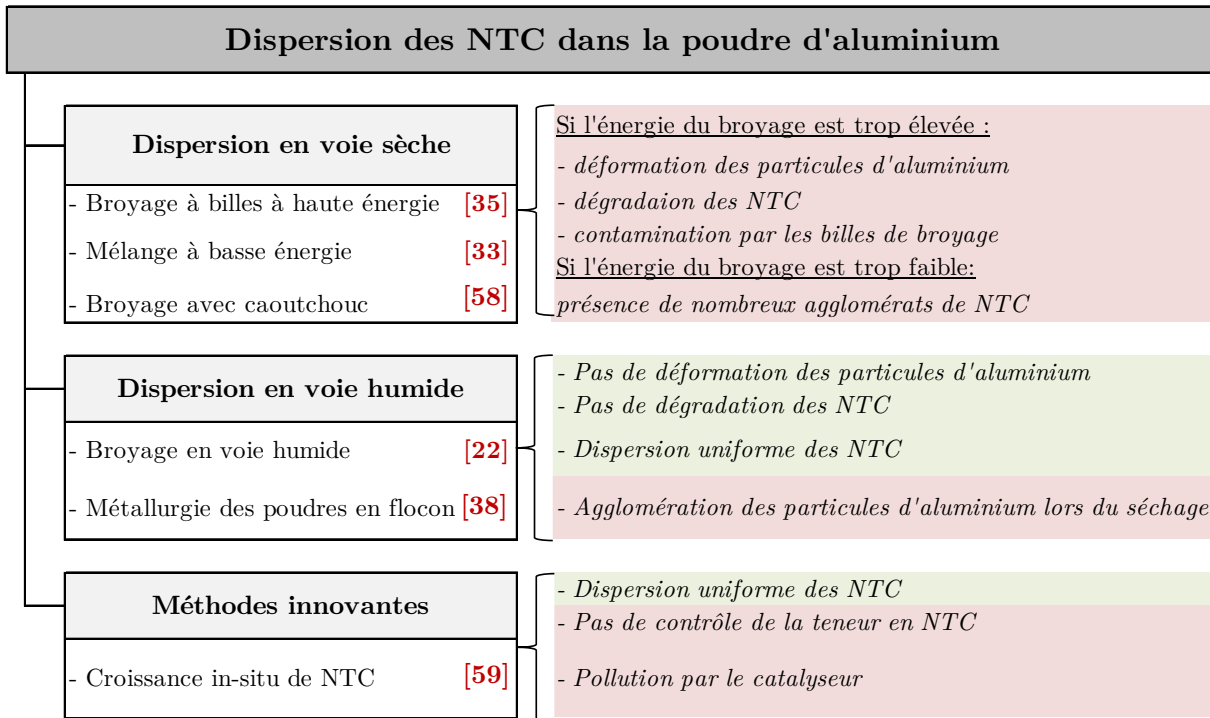 Dispersion des NTC dans la poudre d'aluminium
Dispersion en voie sèche
- Broyage à billes à haute énergie [35]
- Mélange à basse énergie [33]
- Broyage avec caoutchouc [58]
Si l'énergie du broyage est trop élevée :
- déformation des particules d'aluminium
- dégradaion des NTC
- contamination par les billes de broyage
Si l'énergie du broyage est trop faible:
présence de nombreux agglomérats de NTC
Dispersion en voie humide
- Broyage en voie humide [22]
- Métallurgie des poudres en flocon [38]
- Pas de déformation des particules d'aluminium
- Pas de dégradation des NTC
- Dispersion uniforme des NTC
- Agglomération des particules d'aluminium lors du séchage
Méthodes innovantes
- Croissance in-situ de NTC [59]
- Dispersion uniforme des NTC
- Pas de contrôle de la teneur en NTC
- Pollution par le catalyseur